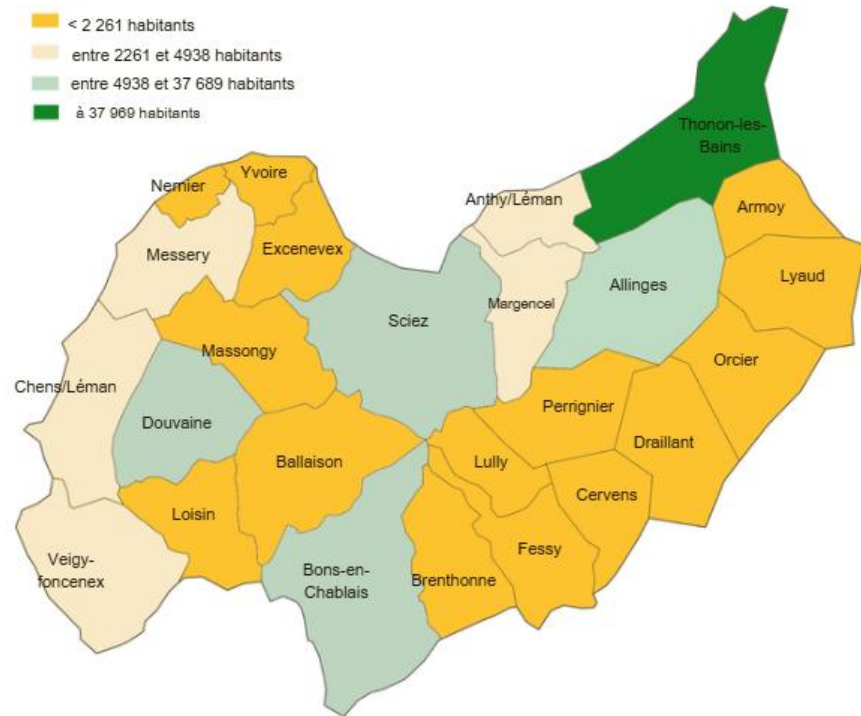 < 2 261 habitants
entre 2261 et 4938 habitants
entre 4938 et 37 689 habitants
à 37 969 habitants
Thonon-les-
Bains
Nernier
Yvoire
Anthy/Léman
Armoy
Messery
Excenevex
Lyaud
Allinges
Margencel
Sciez
Massongy
Orcier
Chens/Léman
Perrignier
Douvaine
Draillant
Ballaison
Lully
Cervens
Loisin
Veigy-
foncenex
Fessy
Bons-en-
Chablais
Brenthonne